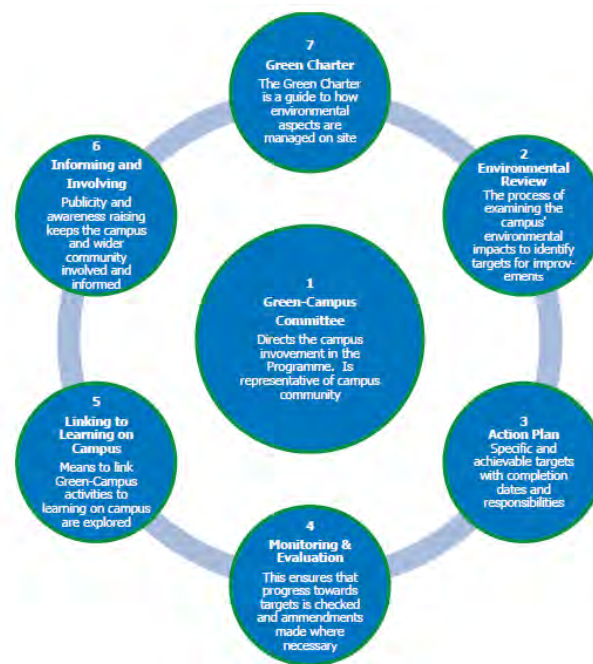 1
Green-Campus
Committee
Directs the campus
invovement in the
Programme. Is
representative of campus
community
2
Environmental
Review
The process of
examining the
campus'
environmental
impacts to identify
targets for improv-
ements
3
Action Plan
Specific and
achievable targets
with completion
dates and
responsibilities
4
Monitoring &
Evaluation
This ensures that
progress towards
targets is checked
and ammendments
made where
necessary
5
Linking to
Learning on
Campus
Means to link
Green-Campus
activities to
learning on campus
are explored
6
Informing and
Involving
Publicity and
awareness raising
keeps the campus
and wider
community
involved and
informed
7
Green Charter
The Green Charter
is a guide to how
environmental
aspects are
managed on site